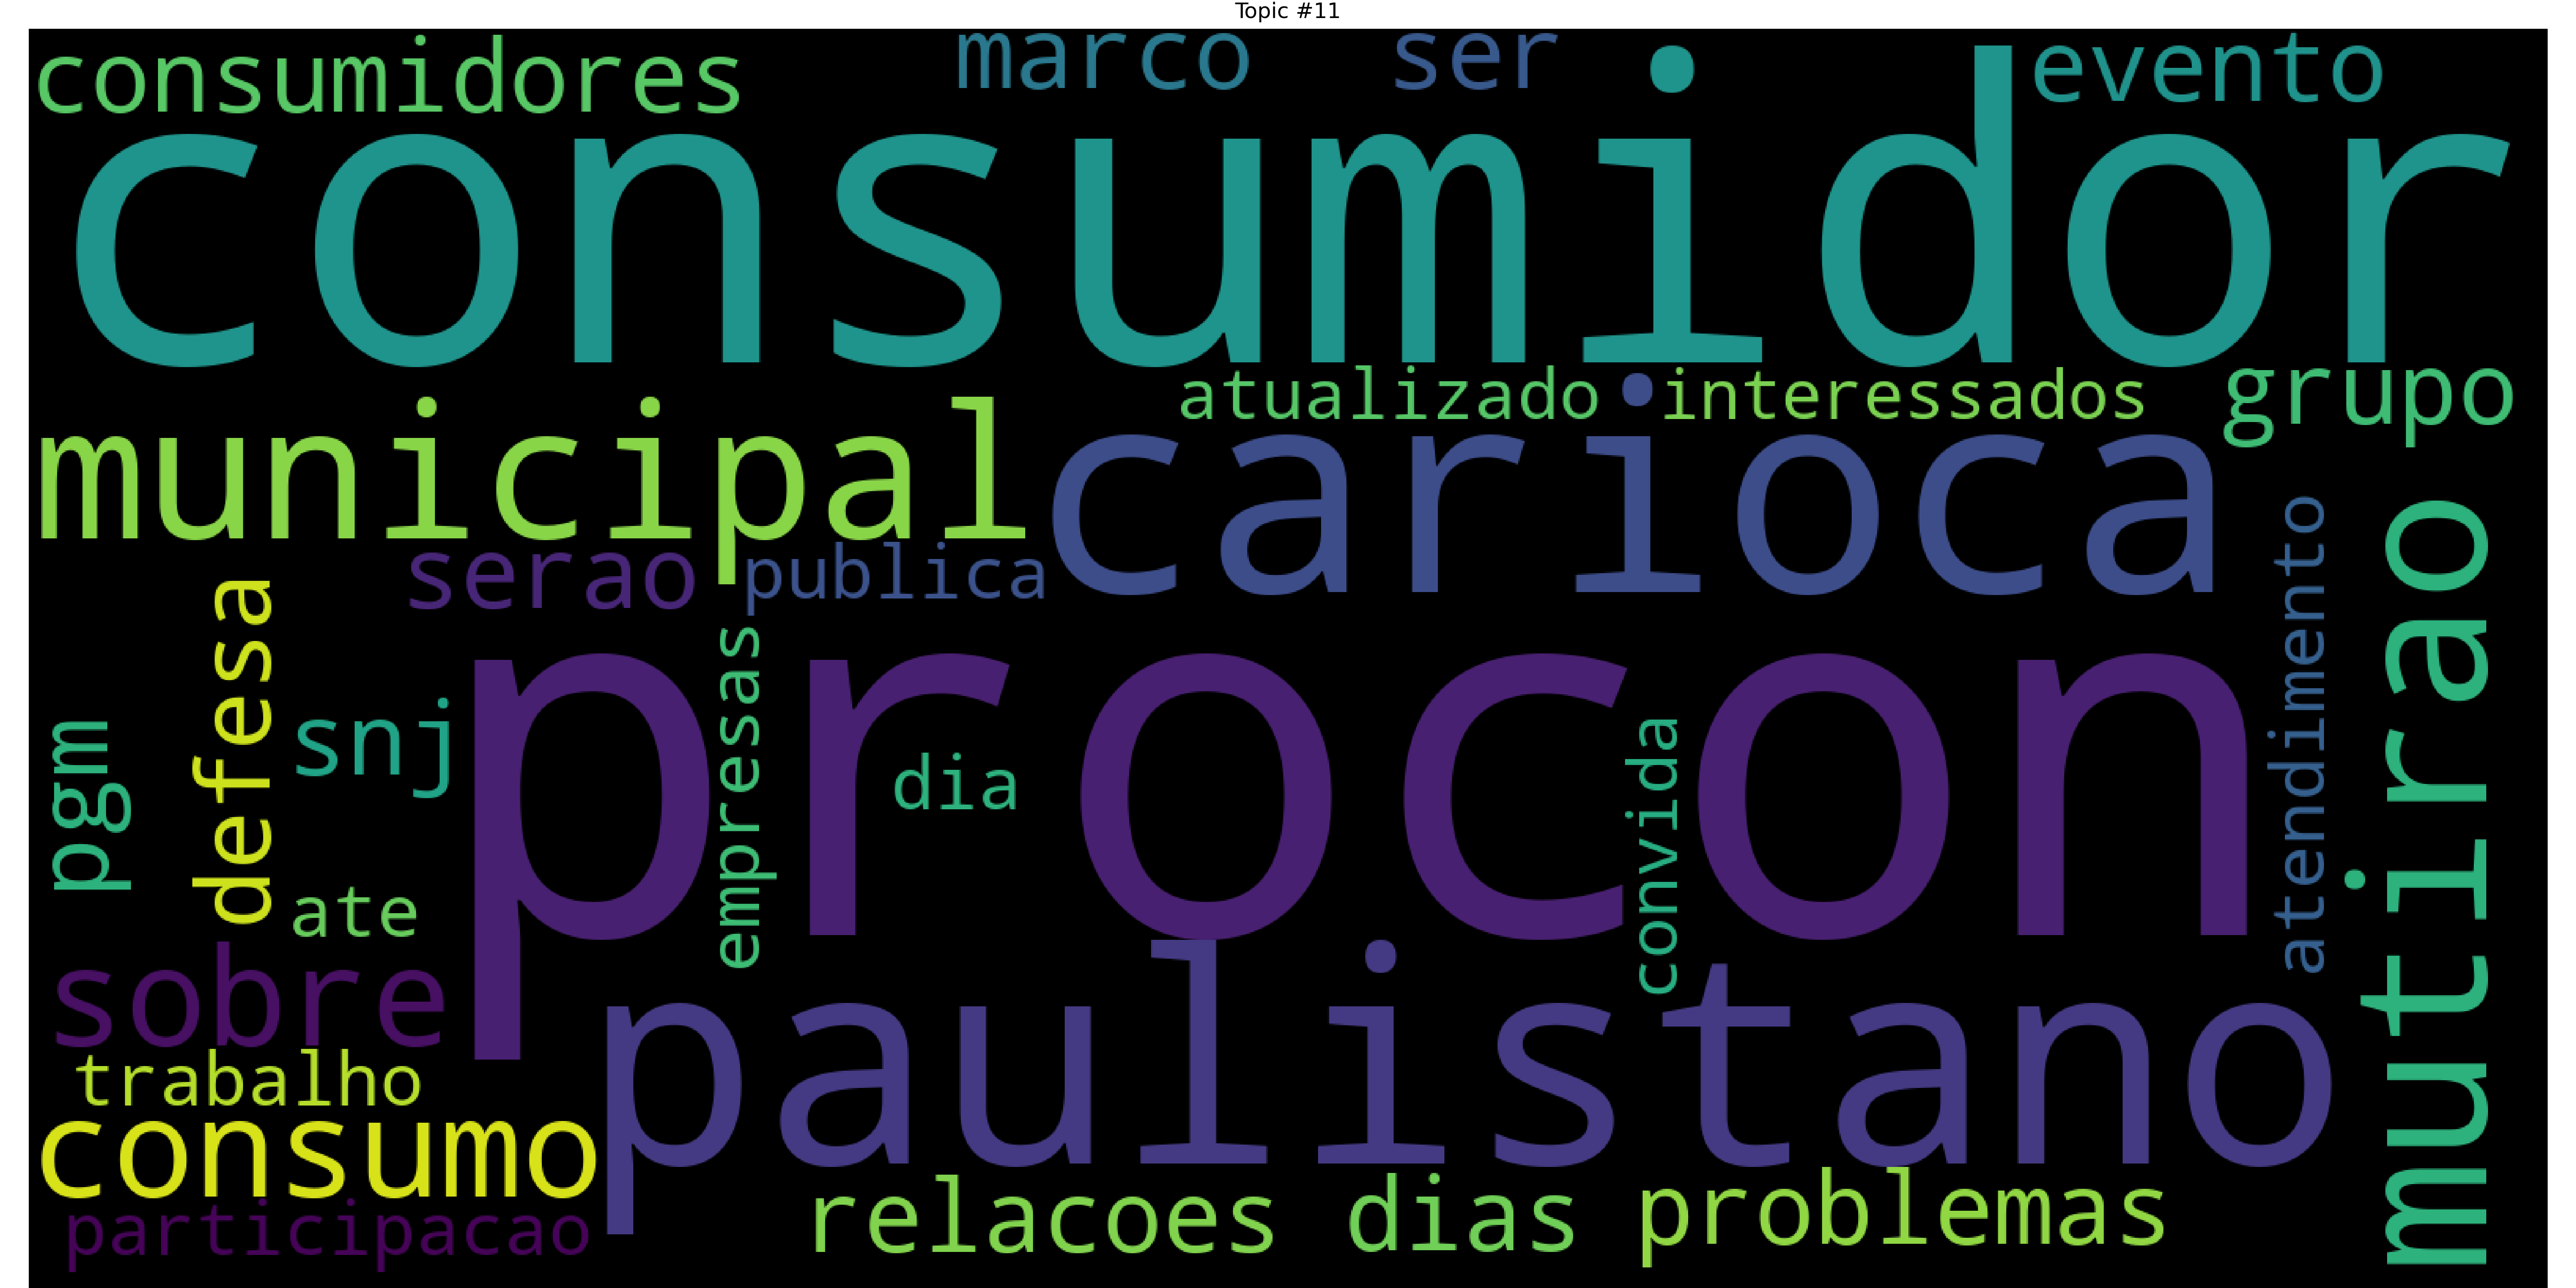 Topic #11
consumidores
marco
ser
evento
consumidor
atualizado
interessados
grupo
municipal
carioca
serao
publica
atendimento
mutirao
defesa
pgm
snj
empresas
procon
dia
convida
ate
sobre
paulistano
trabalho
consumo
participacao
relacoes
dias
problemas